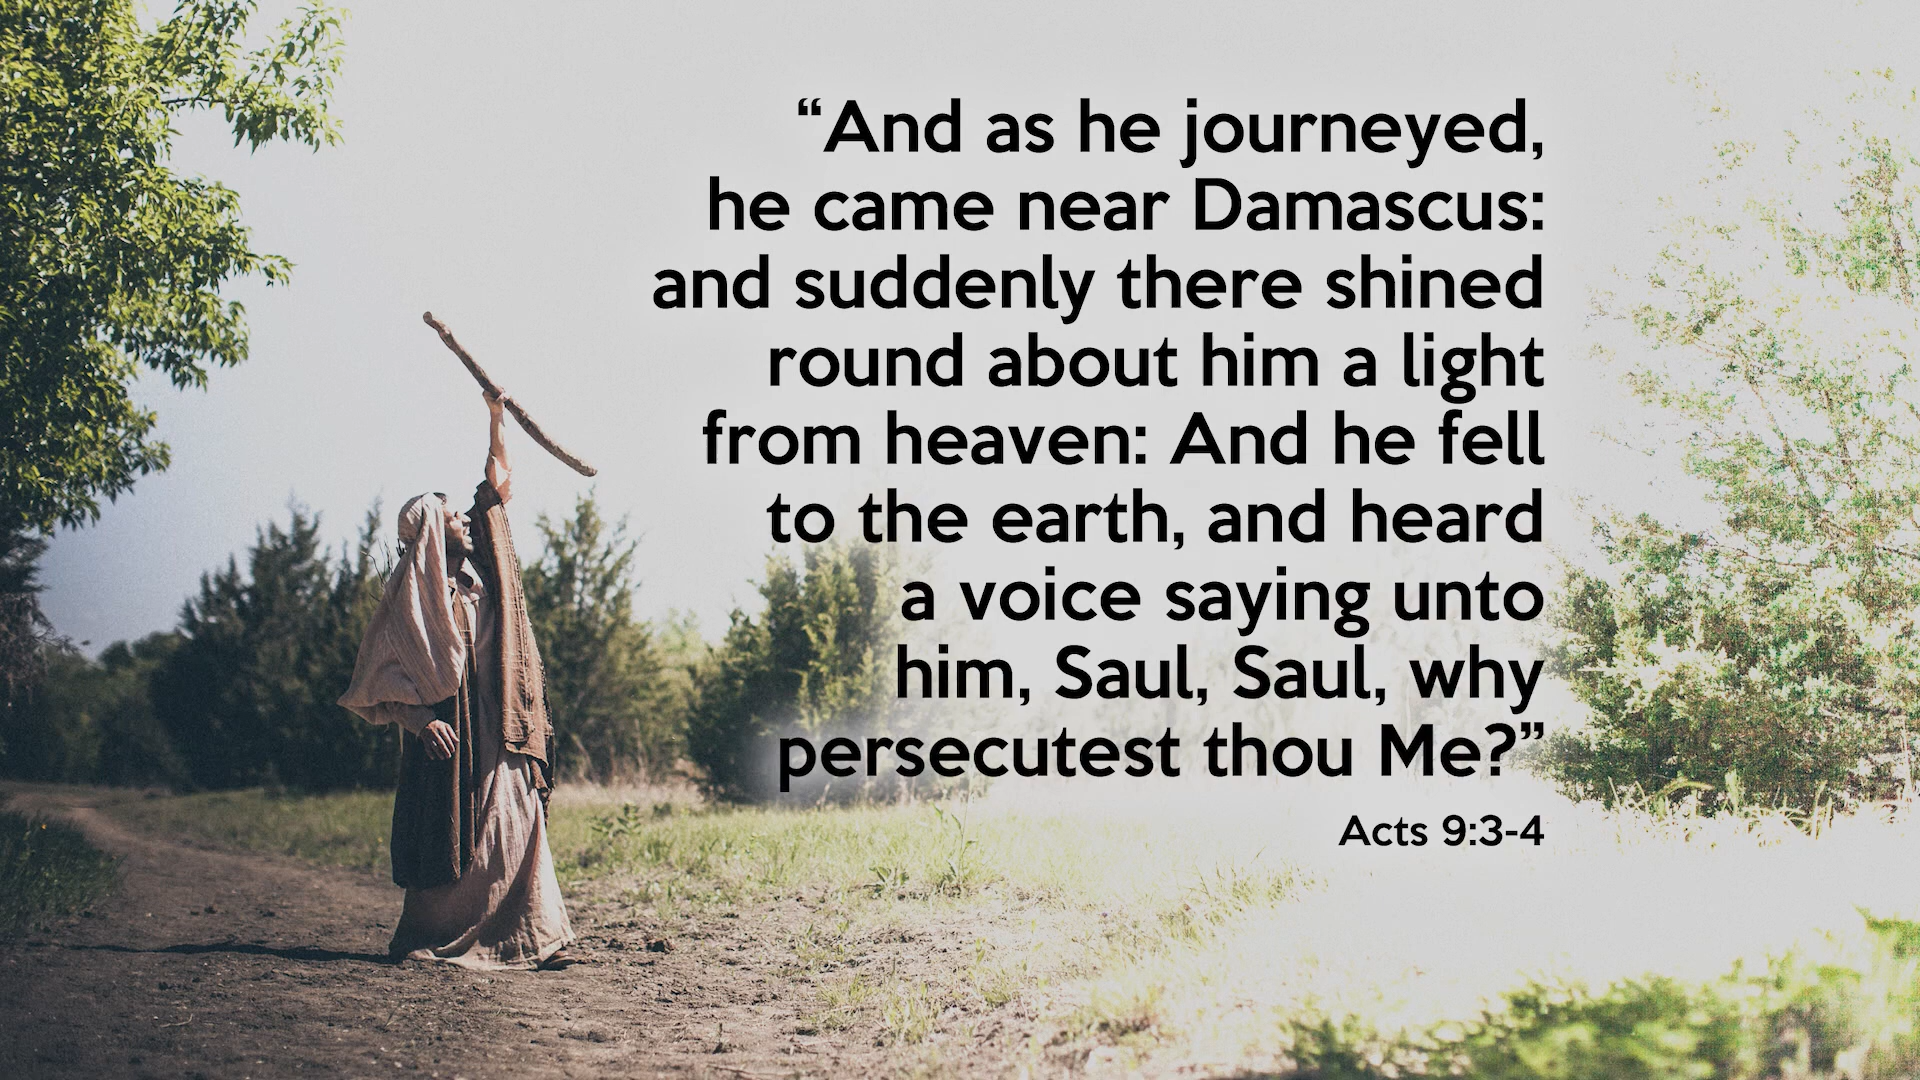 “And as he journeyed,
he came near Damascus:
and suddenly there shined
round about him a light
from heaven: And he fell
to the earth, and heard
a voice saying unto
him, Saul, Saul, why
persecutest thou Me?”
Acts 9:3-4